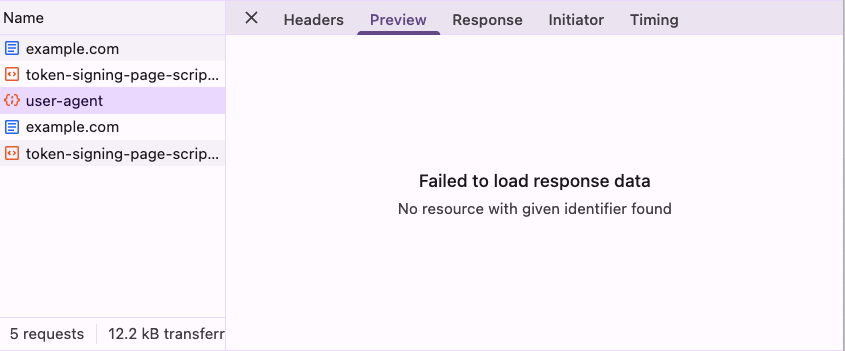 Name
example.com
token-signing-page-scrip...
user-agent
example.com
token-signing-page-scrip...
5 requests 12.2 kB transferr
Headers Preview Response Initiator Timing
Failed to load response data
No resource with given identifier found